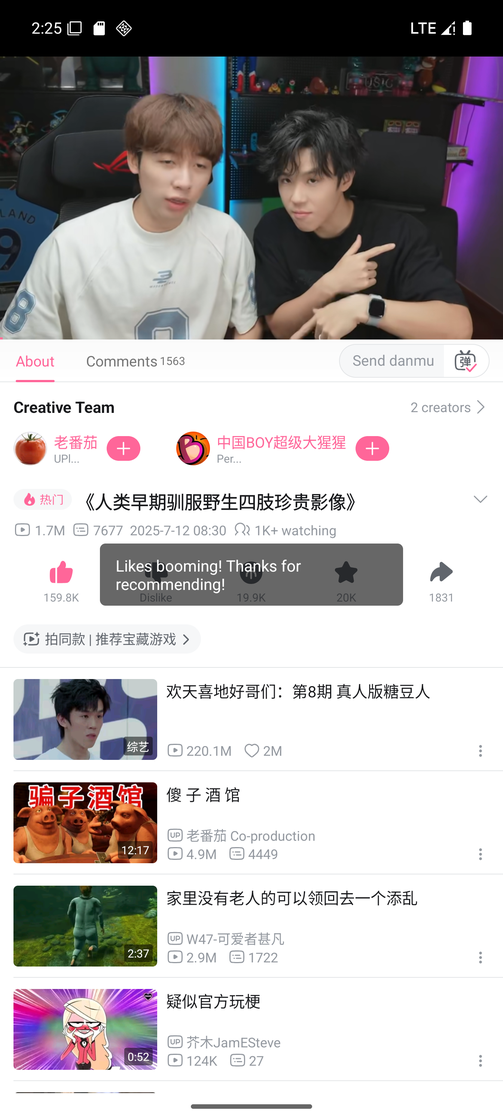 2:25
LTE
MUSIC
LAND
9
About
Comments 1563
Send danmu
弹
Creative Team
2 creators
老番茄
UPl...
中国BOY超级大猩猩
Per...
热门
《人类早期驯服野生四肢珍贵影像》
1.7M 7677 2025-7-12 08:30 1K+ watching
Likes booming! Thanks for
recommending!
159.8K
Dislike
19.9K
20K
1831
拍同款 | 推荐宝藏游戏
欢天喜地好哥们：第8期 真人版糖豆人
综艺
220.1M 2M
骗子酒馆
12:17
傻 子 酒 馆
UP 老番茄 Co-production
4.9M 4449
2:37
家里没有老人的可以领回去一个添乱
UP W47-可爱者甚凡
2.9M 1722
0:52
疑似官方玩梗
UP 芥木JamESteve
124K 27